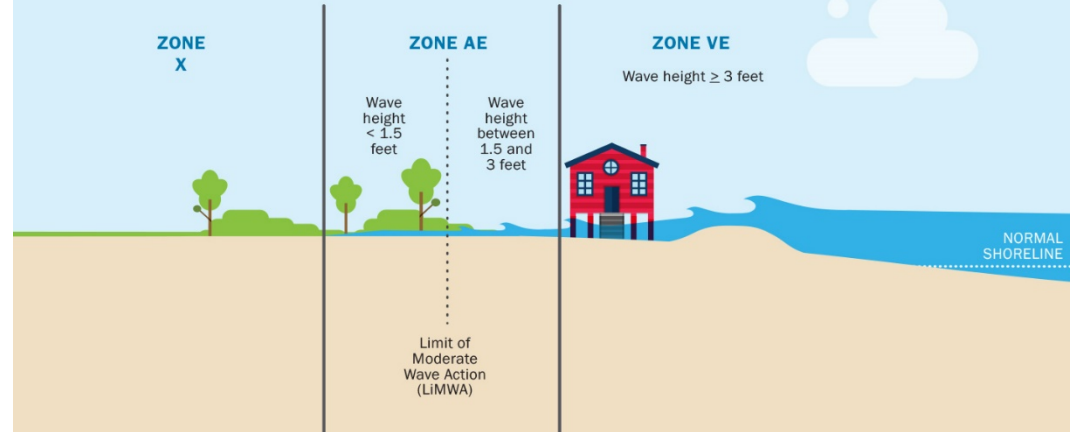 ZONE
X
ZONE AE
ZONE VE
Wave height ≥ 3 feet
Wave
height
< 1.5
feet
Wave
height
between
1.5 and
3 feet
NORMAL
SHORELINE
Limit of
Moderate
Wave Action
(LiMWA)